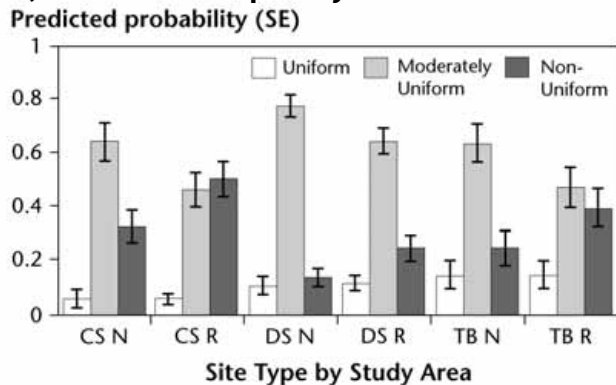 Predicted probability (SE)
1
0.8
0.6
0.4
0.2
0
Uniform
Moderately
Uniform
Non-
Uniform
CS N CS R DS N DS R TB N TB R
Site Type by Study Area